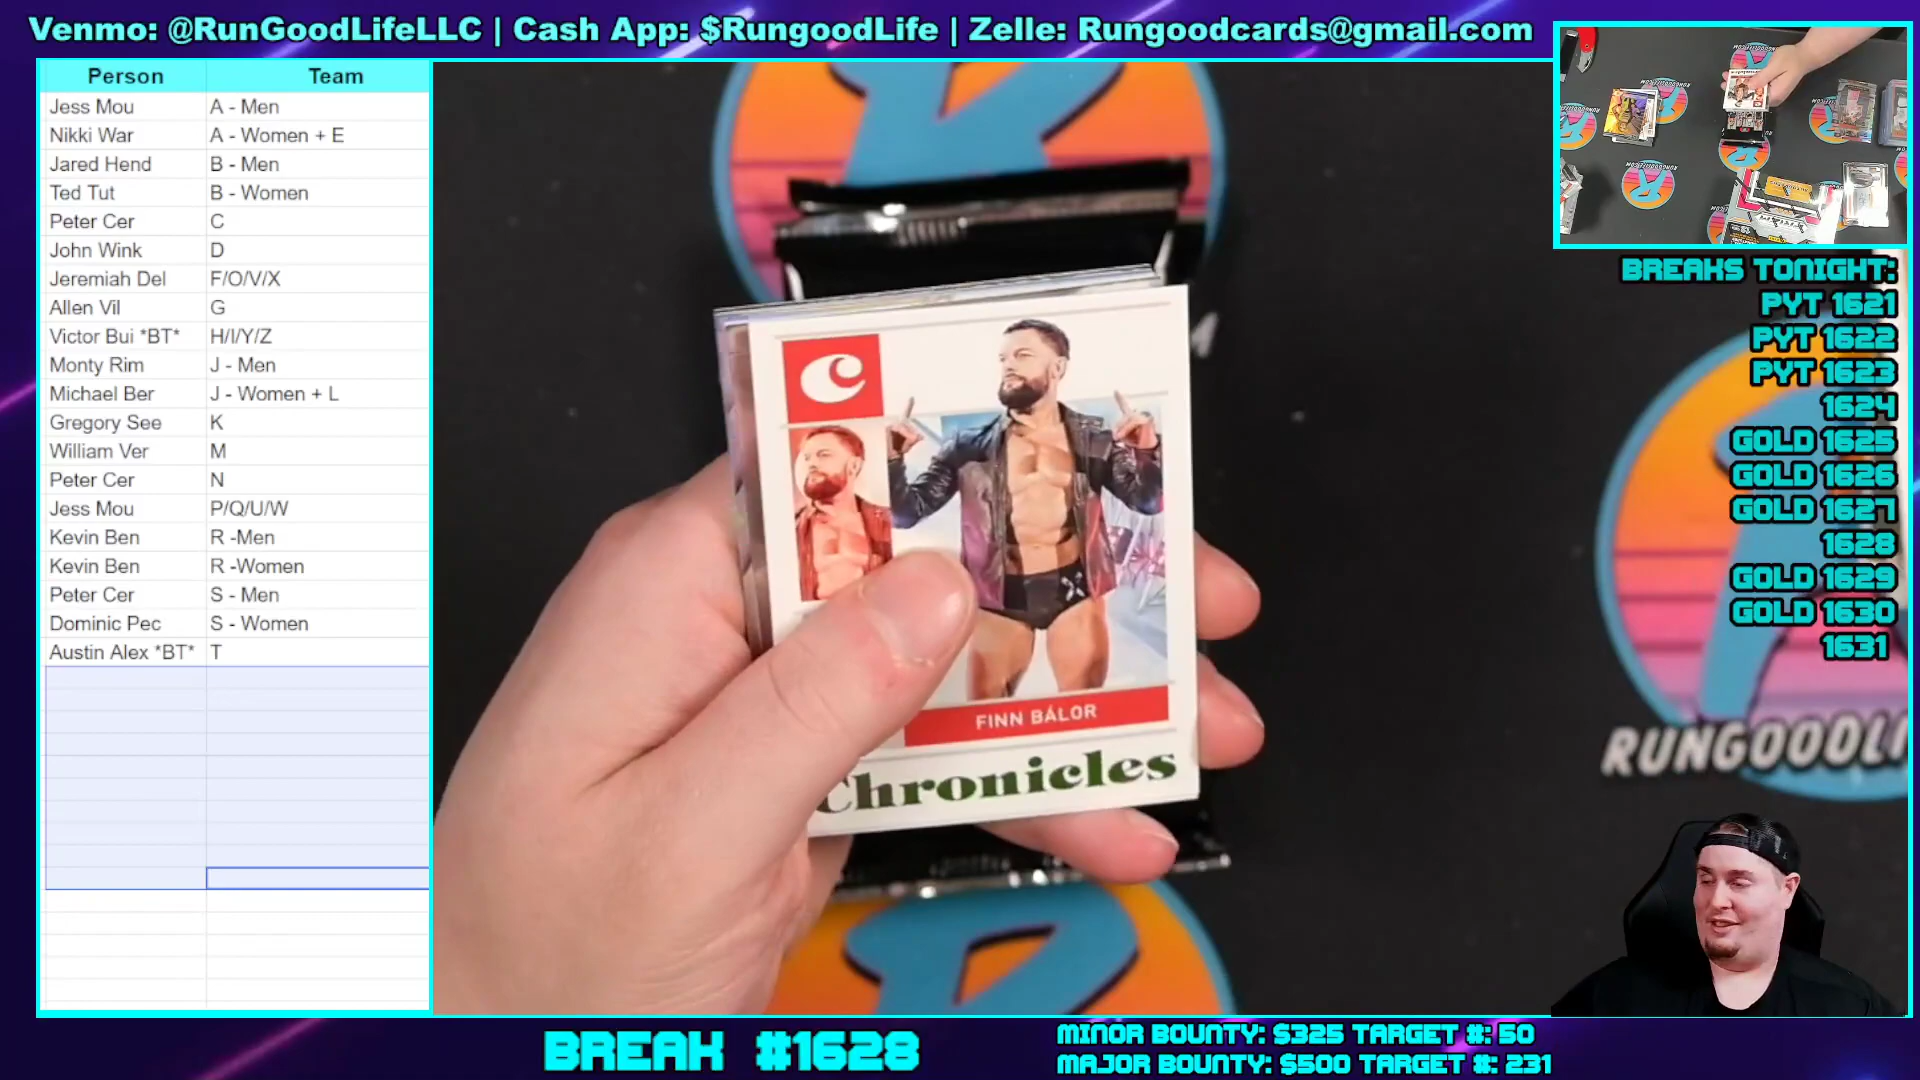 Venmo: @RunGoodLifeLLC | Cash App: $RungoodLife | Zelle: Rungoodcards@gmail.com
Person Team
Jess Mou A - Men
Nikki War A - Women + E
Jared Hend B - Men
Ted Tut B - Women
Peter Cer C
John Wink D
Jeremiah Del F/O/V/X
Allen Vil G
Victor Bui *BT* H/I/Y/Z
Monty Rim J - Men
Michael Ber J - Women + L
Gregory See K
William Ver M
Peter Cer N
Jess Mou P/Q/U/W
Kevin Ben R -Men
Kevin Ben R -Women
Peter Cer S - Men
Dominic Pec S - Women
Austin Alex *BT* T
C
FINN BÁLOR
Chronicles
BREAKS TONIGHT:
PYT 1621
PYT 1622
PYT 1623
1624
GOLD 1625
GOLD 1626
GOLD 1627
1628
GOLD 1629
GOLD 1630
1631
RUNGOODLI
BREAK #1628
MINOR BOUNTY: $325 TARGET #: 50
MAJOR BOUNTY: $500 TARGET #: 231